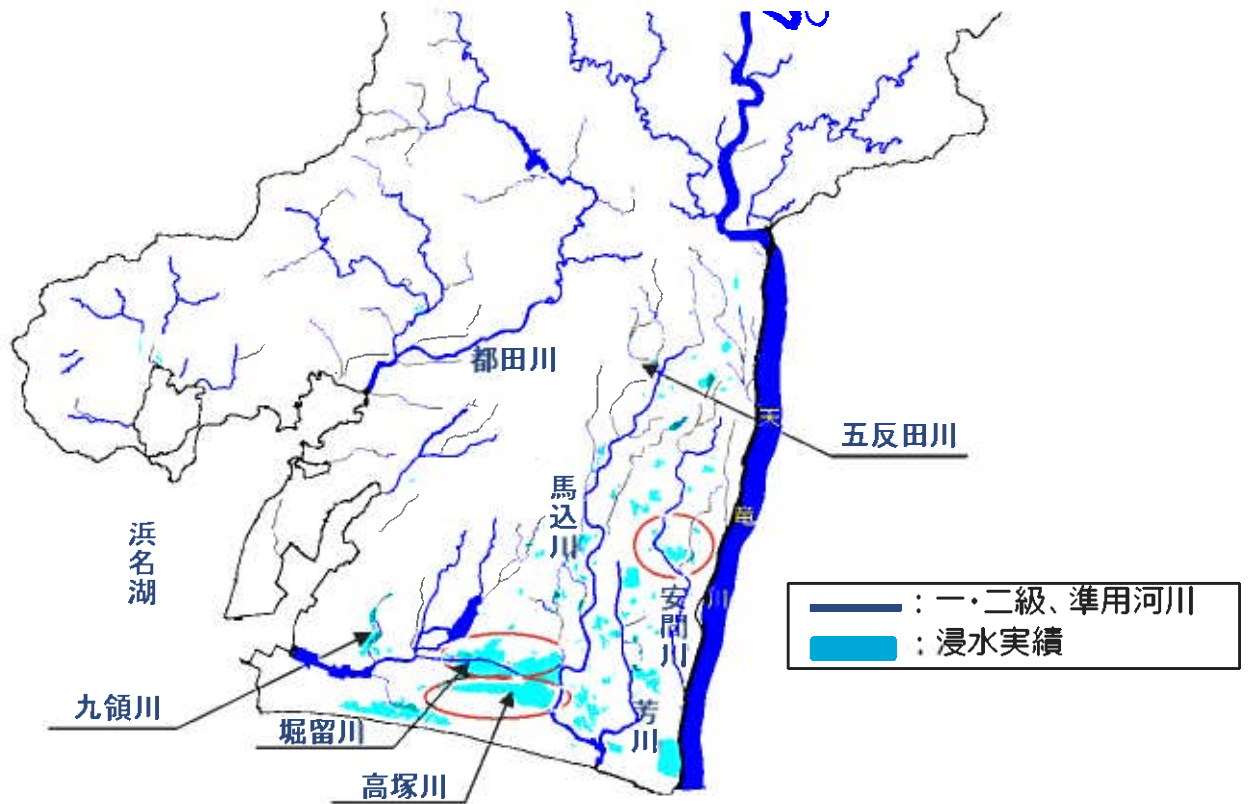 都田川
五反田川
馬込川
天竜川
浜名湖
安間川
芳川
九領川
堀留川
高塚川
：一・二級、準用河川
：浸水実績